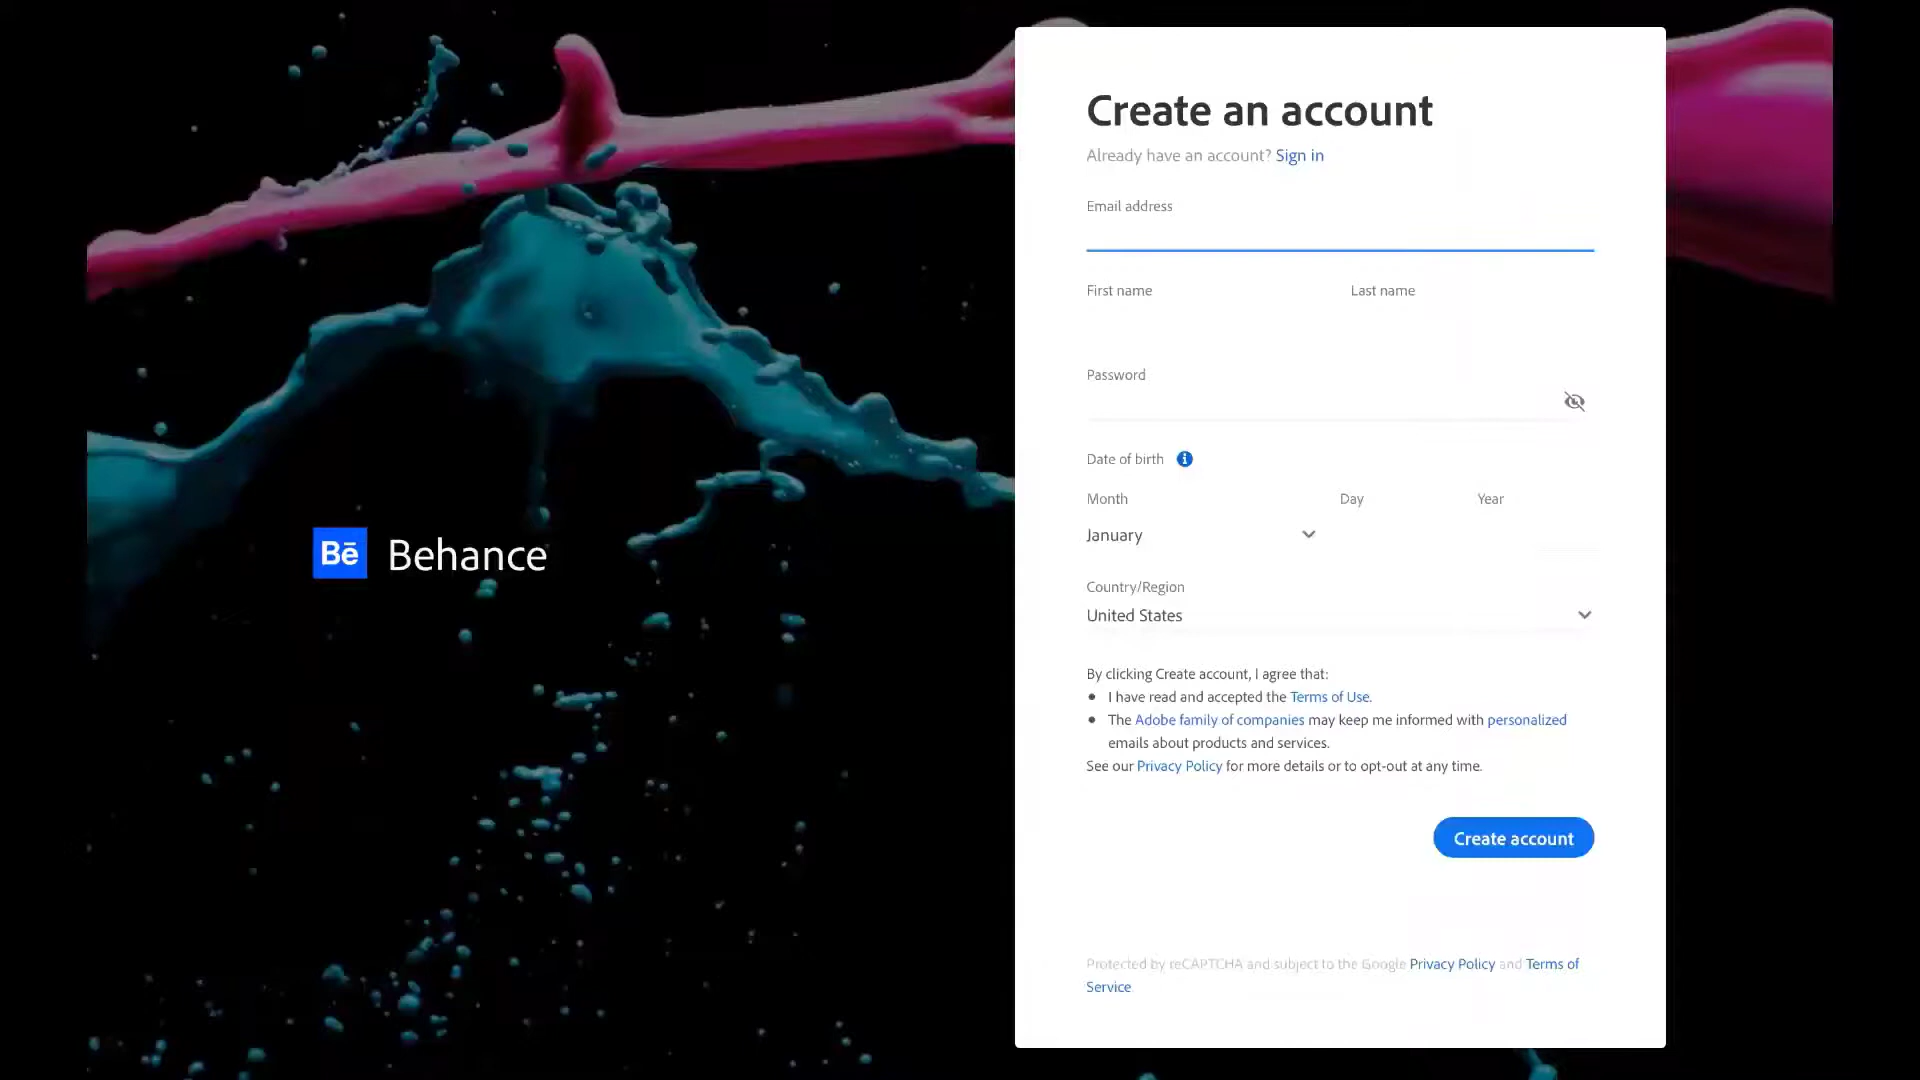 Create an account
Already have an account? Sign in
Email address
First name Last name
Password
Date of birth
Month Day Year
January
Bē Behance
Country/Region
United States
By clicking Create account, I agree that:
• I have read and accepted the Terms of Use.
• The Adobe family of companies may keep me informed with personalized
emails about products and services.
See our Privacy Policy for more details or to opt-out at any time.
Create account
Protected by reCAPTCHA and subject to the Google Privacy Policy and Terms of
Service